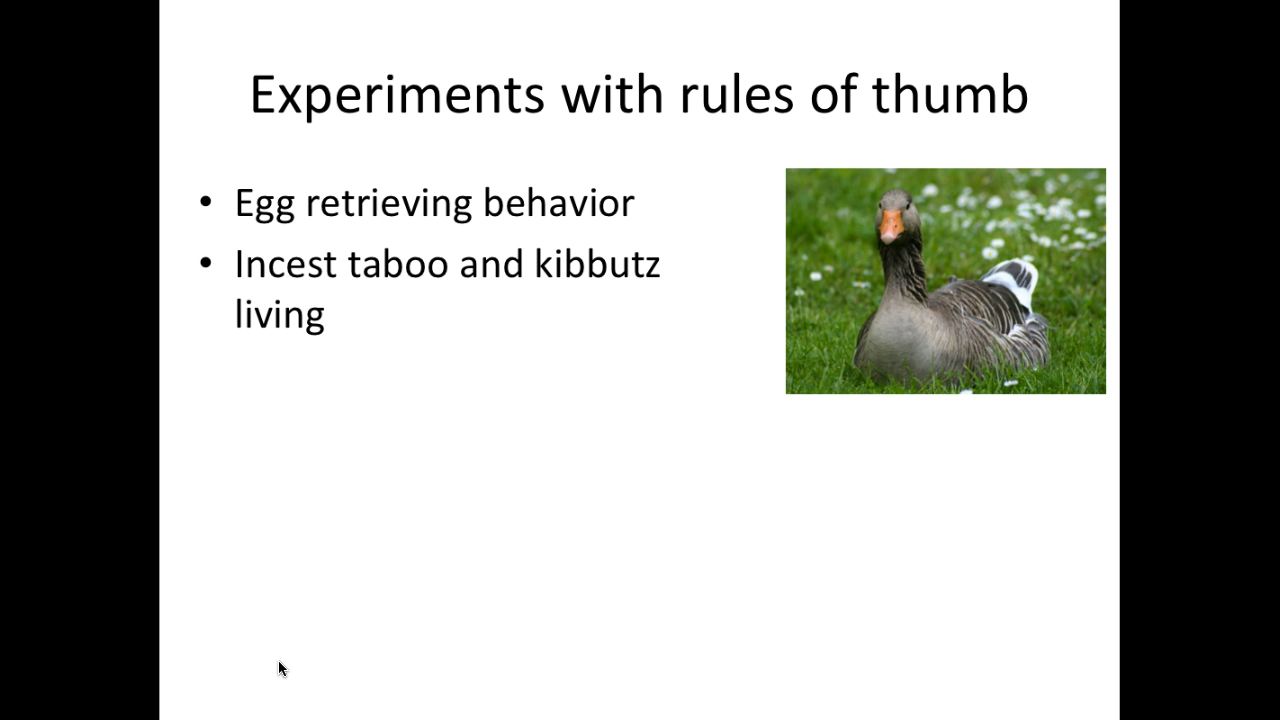 Experiments with rules of thumb
• Egg retrieving behavior
• Incest taboo and kibbutz
living